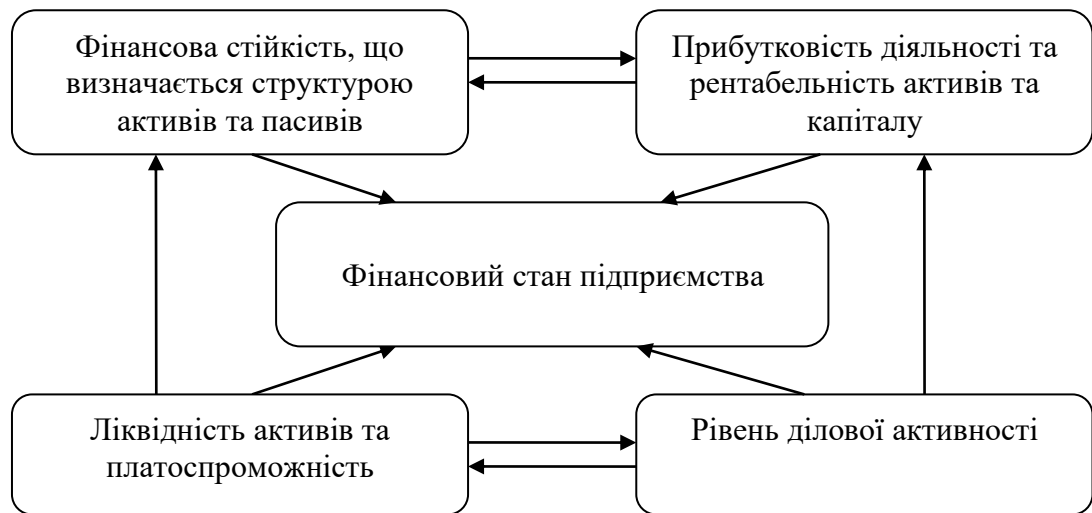 Фінансова стійкість, що
визначається структурою
активів та пасивів
Прибутковість діяльності та
рентабельність активів та
капіталу
Фінансовий стан підприємства
Ліквідність активів та
платоспроможність
Рівень ділової активності